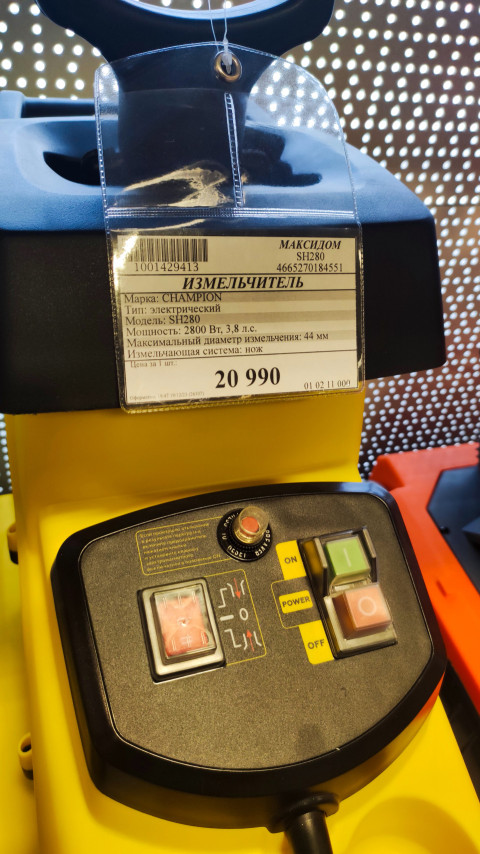 МАКСИДОМ
SH280
1001429413
4665270184551
ИЗМЕЛЬЧИТЕЛЬ
Марка: CHAMPION
Тип: электрический
Модель: SH280
Мощность: 2800 Вт, 3,8 л.с.
Максимальный диаметр измельчения: 44 мм
Измельчающая система: нож
Цена за 1 шт.:
20 990
01 02 11 000
RESET
ON
POWER
OFF